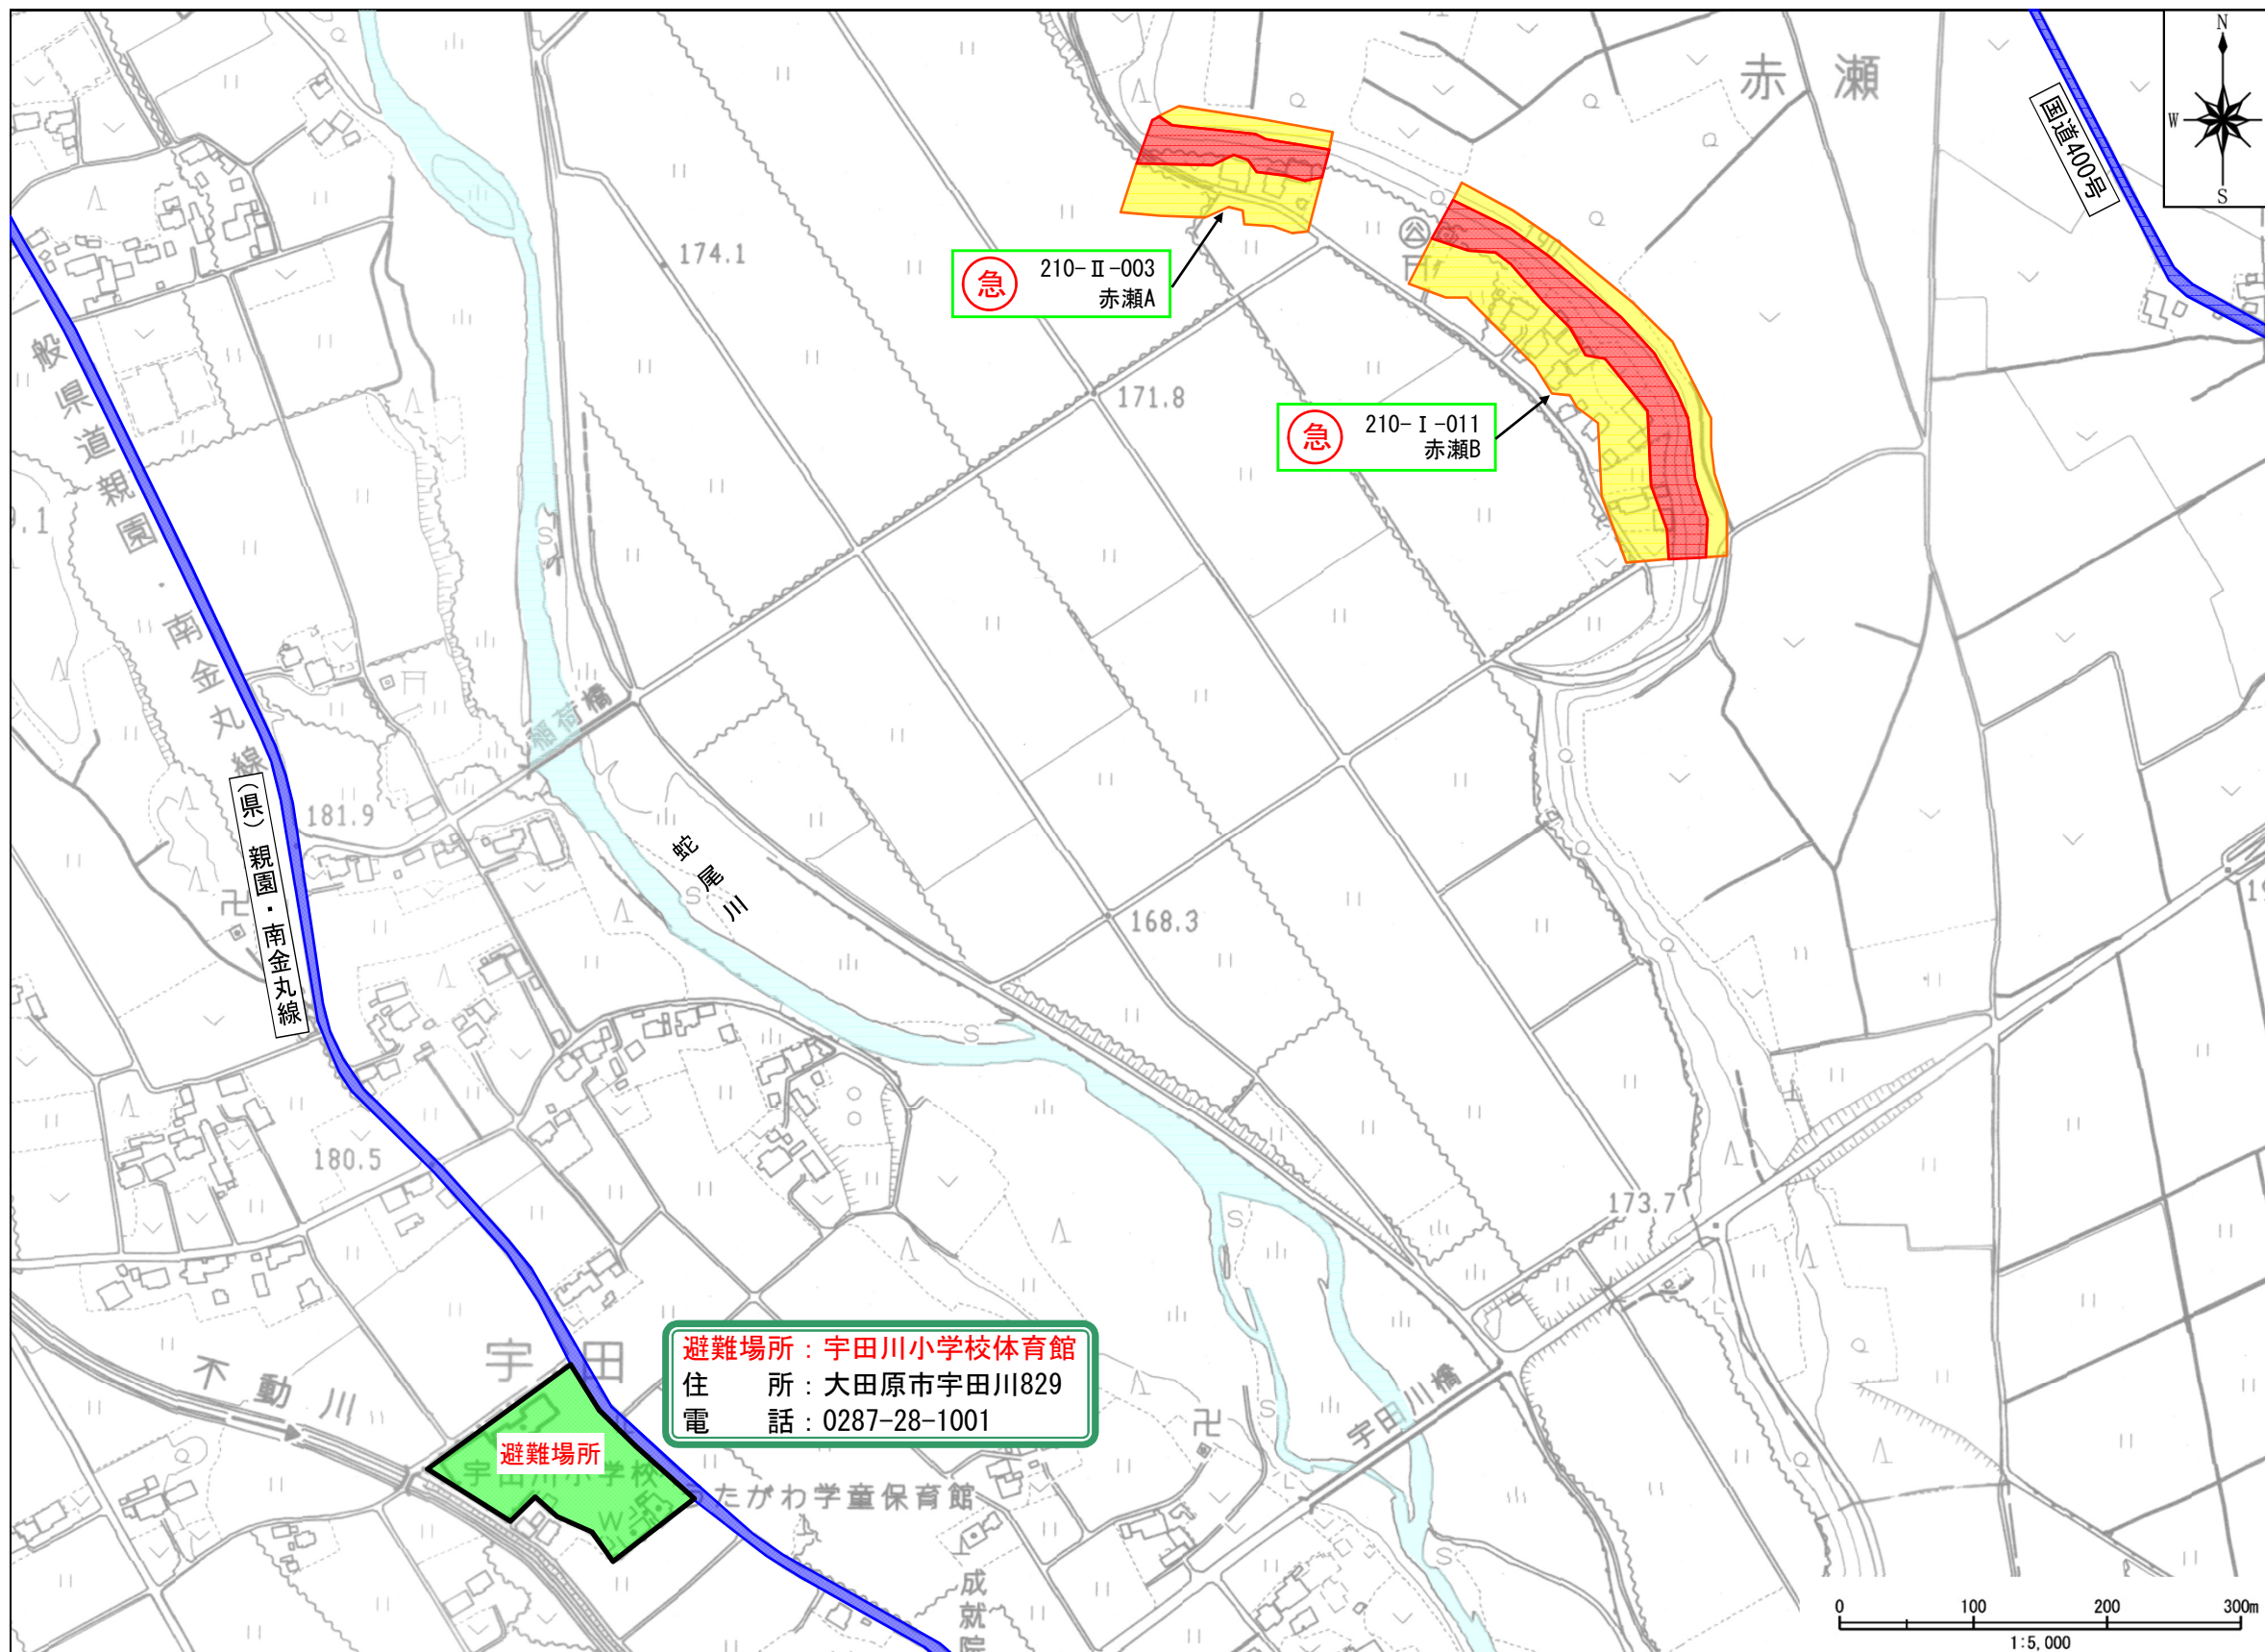 赤瀬
N
W
S
国道400号
174.1
急 210-Ⅱ-003
赤瀬A
171.8
急 210-Ⅰ-011
赤瀬B
般県道親園・南金丸線
稲荷橋
181.9
(県) 親園・南金丸線
蛇尾川
168.3
180.5
173.7
宇田
不動川
避難場所：宇田川小学校体育館
住　　所：大田原市宇田川829
電　　話：0287-28-1001
避難場所
宇田川小学校
たがわ学童保育館
宇田川橋
成就院
0 100 200 300m
1:5,000